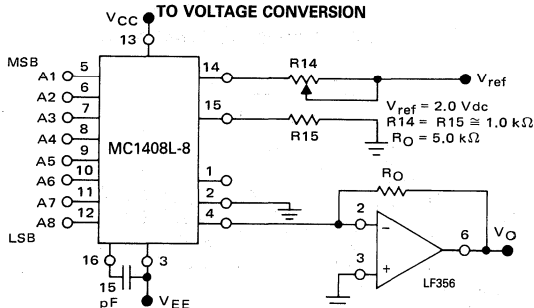 TO VOLTAGE CONVERSION
VCC
13
MSB
A1 5
A2 6
A3 7
A4 8
A5 9
A6 10
A7 11
A8 12
LSB
MC1408L-8
14
R14
Vref
15
R15
Vref = 2.0 Vdc
R14 = R15 ≅ 1.0 kΩ
RO = 5.0 kΩ
1
2
4
RO
2
6
VO
3
LF356
16
3
15
pF
VEE